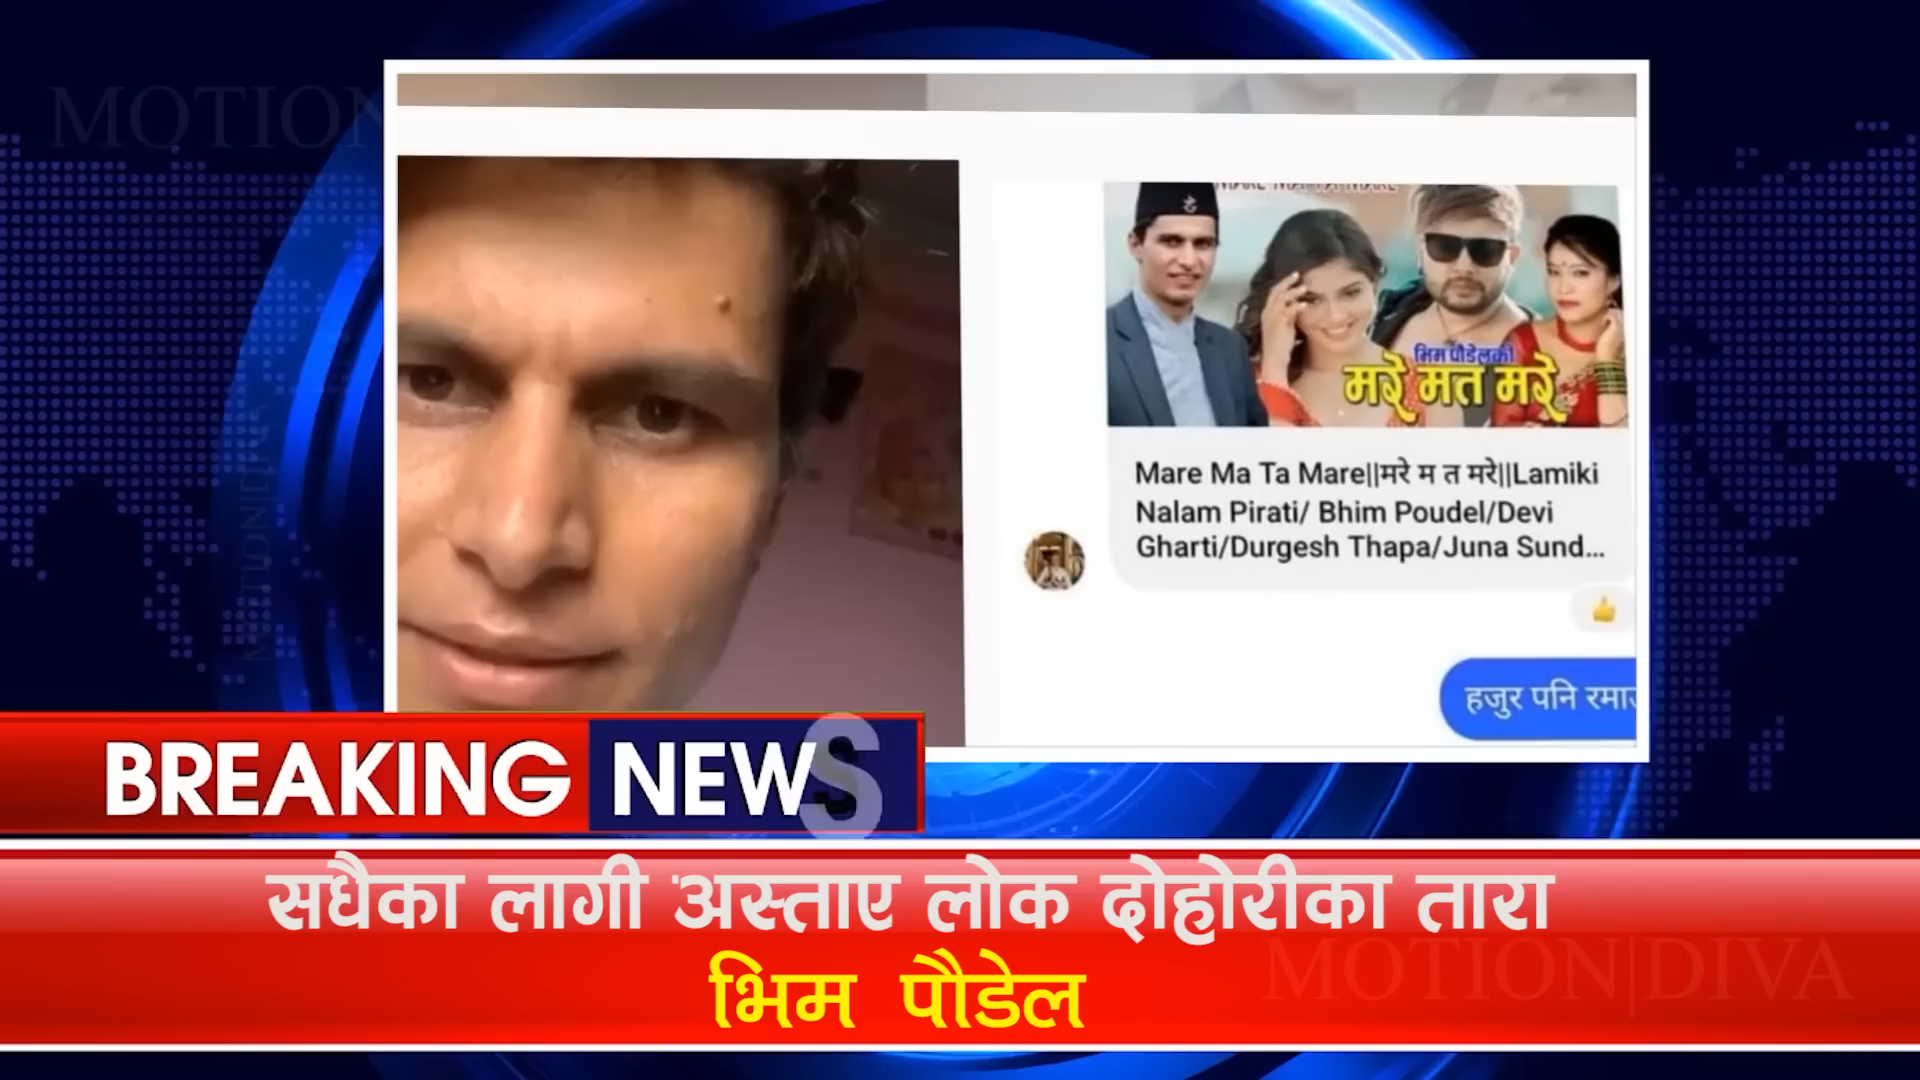 MOTION
भिम पौडेलको
मरे मत मरे
Mare Ma Ta Mare||मरे म त मरे||Lamiki
Nalam Pirati/ Bhim Poudel/Devi
Gharti/Durgesh Thapa/Juna Sund...
हजुर पनि
BREAKING NEWS
सधैका लागी अस्ताए लोक दोहोरीका तारा
भिम पौडेल
MOTION|DIVA